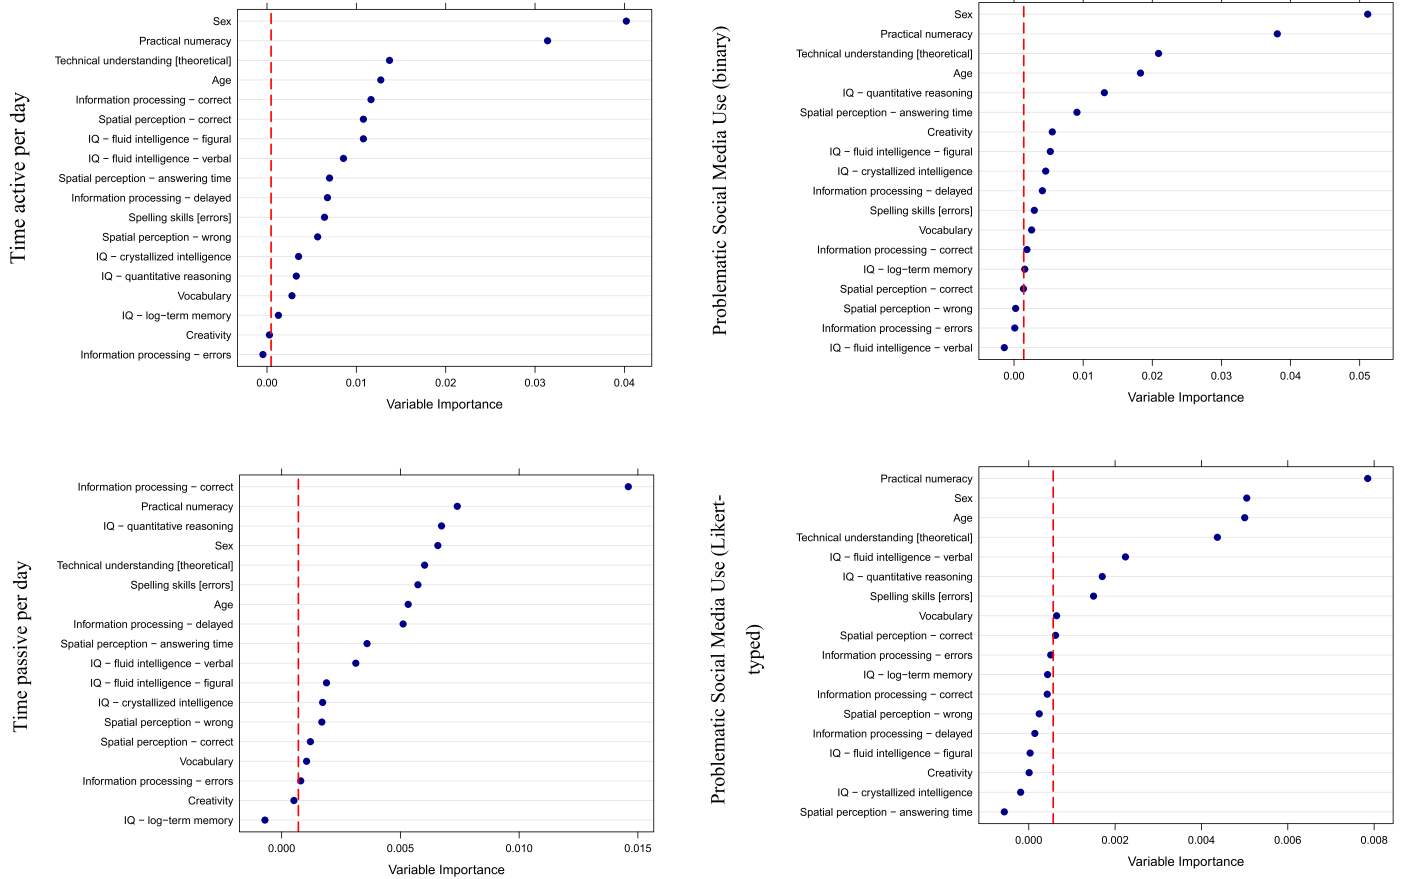 Time active per day
Sex
Practical numeracy
Technical understanding [theoretical]
Age
Information processing − correct
Spatial perception − correct
IQ − fluid intelligence − figural
IQ − fluid intelligence − verbal
Spatial perception − answering time
Information processing − delayed
Spelling skills [errors]
Spatial perception − wrong
IQ − crystallized intelligence
IQ − quantitative reasoning
Vocabulary
IQ − log−term memory
Creativity
Information processing − errors
0.00 0.01 0.02 0.03 0.04
Variable Importance
Problematic Social Media Use (binary)
Sex
Practical numeracy
Technical understanding [theoretical]
Age
IQ − quantitative reasoning
Spatial perception − answering time
Creativity
IQ − fluid intelligence − figural
IQ − crystallized intelligence
Information processing − delayed
Spelling skills [errors]
Vocabulary
Information processing − correct
IQ − log−term memory
Spatial perception − correct
Spatial perception − wrong
Information processing − errors
IQ − fluid intelligence − verbal
0.00 0.01 0.02 0.03 0.04 0.05
Variable Importance
Time passive per day
Information processing − correct
Practical numeracy
IQ − quantitative reasoning
Sex
Technical understanding [theoretical]
Spelling skills [errors]
Age
Information processing − delayed
Spatial perception − answering time
IQ − fluid intelligence − verbal
IQ − fluid intelligence − figural
IQ − crystallized intelligence
Spatial perception − wrong
Spatial perception − correct
Vocabulary
Information processing − errors
Creativity
IQ − log−term memory
0.000 0.005 0.010 0.015
Variable Importance
Problematic Social Media Use (Likert-
typed)
Practical numeracy
Sex
Age
Technical understanding [theoretical]
IQ − fluid intelligence − verbal
IQ − quantitative reasoning
Spelling skills [errors]
Vocabulary
Spatial perception − correct
Information processing − errors
IQ − log−term memory
Information processing − correct
Spatial perception − wrong
Information processing − delayed
IQ − fluid intelligence − figural
Creativity
IQ − crystallized intelligence
Spatial perception − answering time
0.000 0.002 0.004 0.006 0.008
Variable Importance